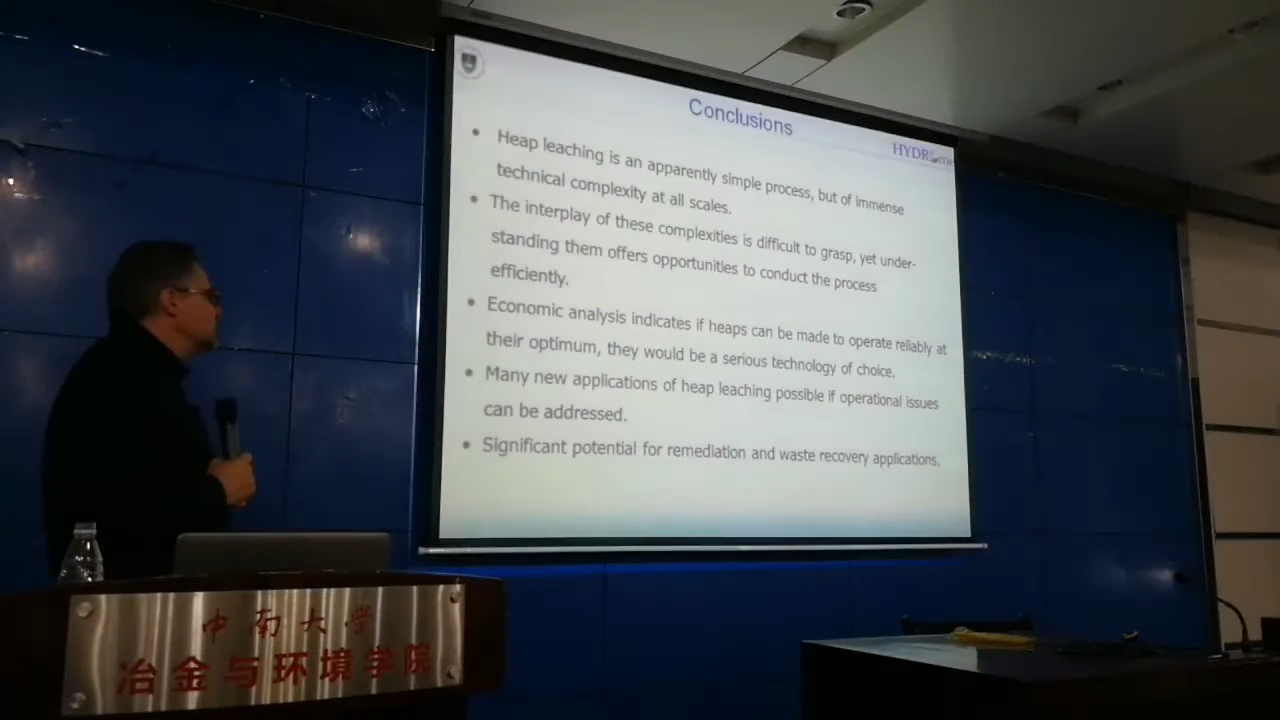 Conclusions
HYDR
• Heap leaching is an apparently simple process, but of immense
technical complexity at all scales.
• The interplay of these complexities is difficult to grasp, yet under-
standing them offers opportunities to conduct the process
efficiently.
• Economic analysis indicates if heaps can be made to operate reliably at
their optimum, they would be a serious technology of choice.
• Many new applications of heap leaching possible if operational issues
can be addressed.
• Significant potential for remediation and waste recovery applications.
中南大学
冶金与环境学院